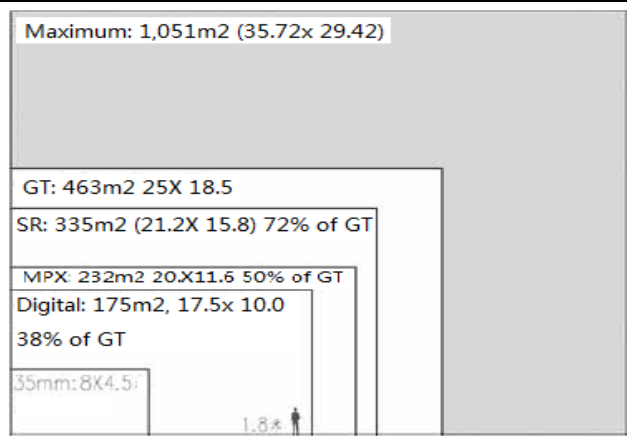 Maximum: 1,051m2 (35.72x 29.42)
GT: 463m2 25X 18.5
SR: 335m2 (21.2X 15.8) 72% of GT
MPX: 232m2 20.X11.6 50% of GT
Digital: 175m2, 17.5x 10.0
38% of GT
35mm:8X4.5
1.8米